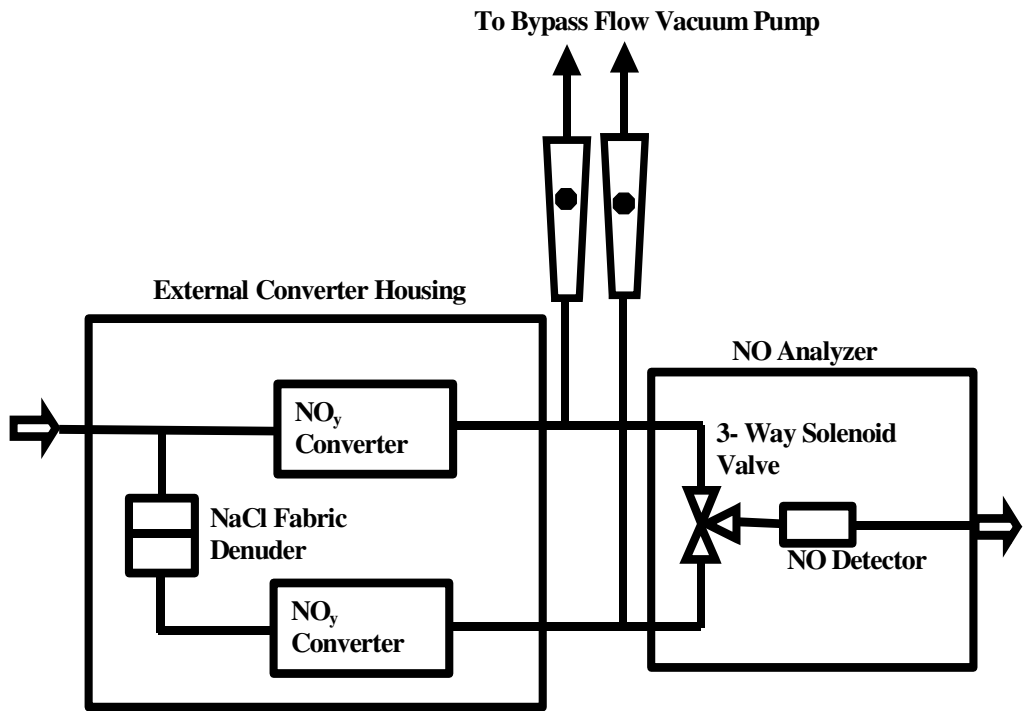 To Bypass Flow Vacuum Pump
External Converter Housing
NO Analyzer
NOy
Converter
3- Way Solenoid
Valve
NaCl Fabric
Denuder
NO Detector
NOy
Converter